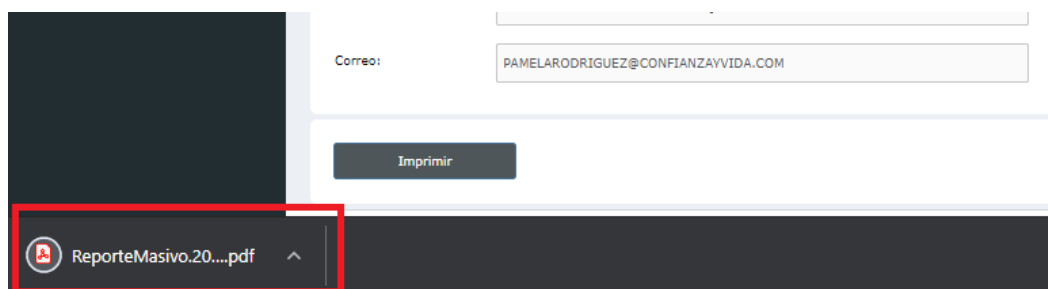 Correo:
PAMELARODRIGUEZ@CONFIANZAYVIDA.COM
Imprimir
ReporteMasivo.20....pdf